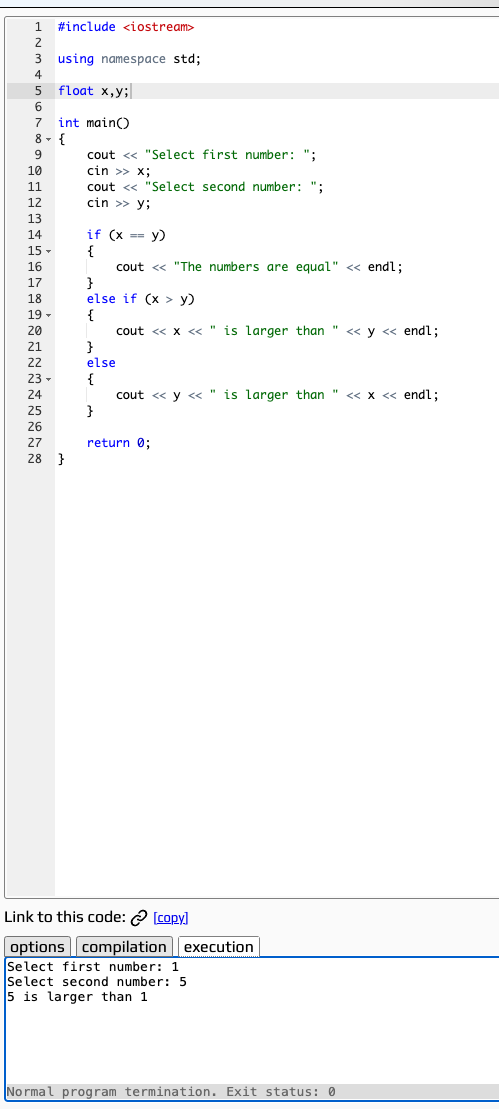 1 #include <iostream>
2
3 using namespace std;
4
5 float x,y;
6
7 int main()
8 {
9     cout << "Select first number: ";
10     cin >> x;
11     cout << "Select second number: ";
12     cin >> y;
13
14     if (x == y)
15     {
16         cout << "The numbers are equal" << endl;
17     }
18     else if (x > y)
19     {
20         cout << x << " is larger than " << y << endl;
21     }
22     else
23     {
24         cout << y << " is larger than " << x << endl;
25     }
26
27     return 0;
28 }
Link to this code: [copy]
options compilation execution
Select first number: 1
Select second number: 5
5 is larger than 1
Normal program termination. Exit status: 0